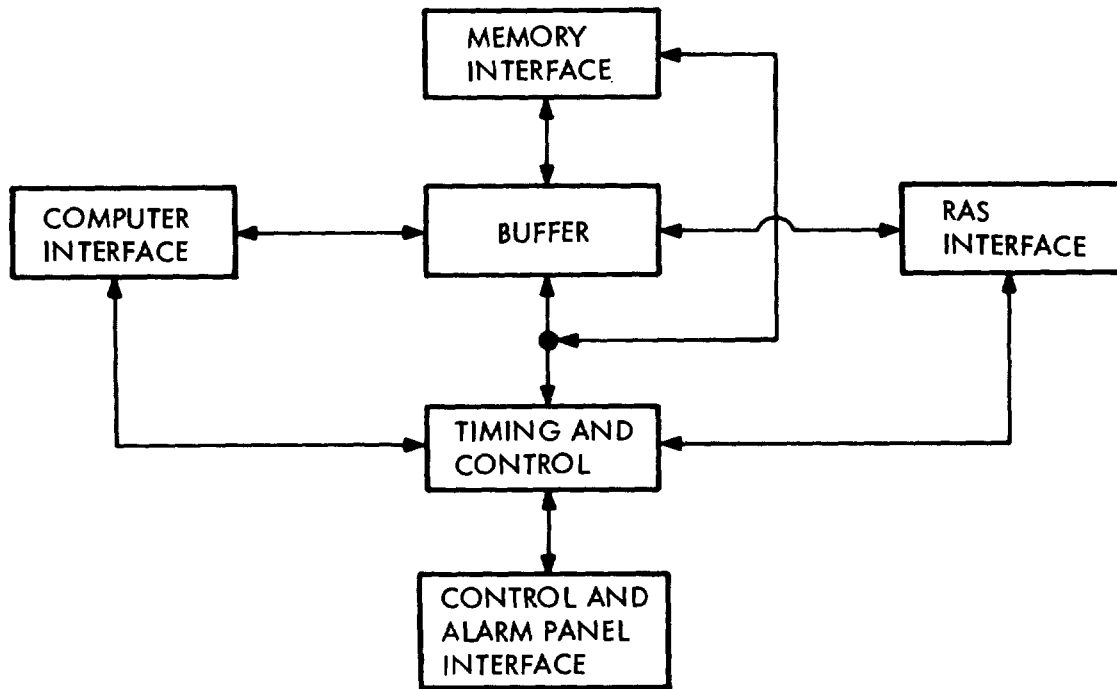 MEMORY
INTERFACE
COMPUTER
INTERFACE
BUFFER
RAS
INTERFACE
TIMING AND
CONTROL
CONTROL AND
ALARM PANEL
INTERFACE